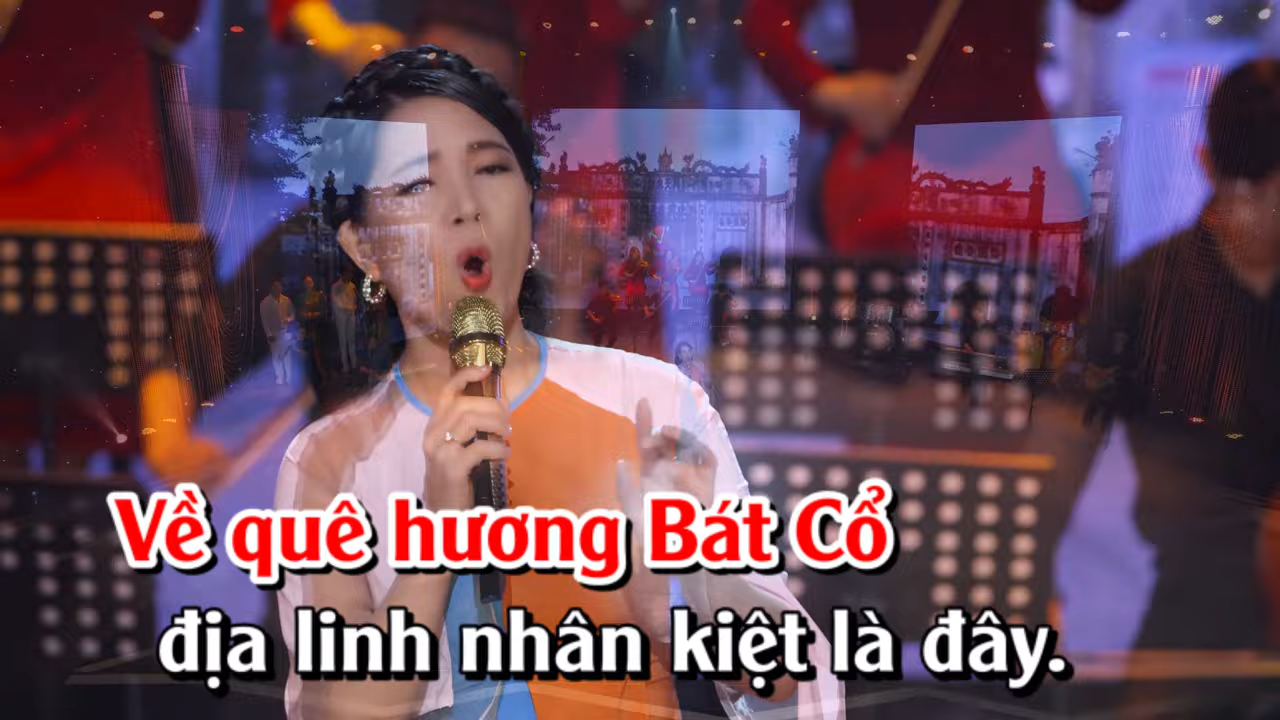 Về quê hương Bát Cổ
địa linh nhân kiệt là đây.